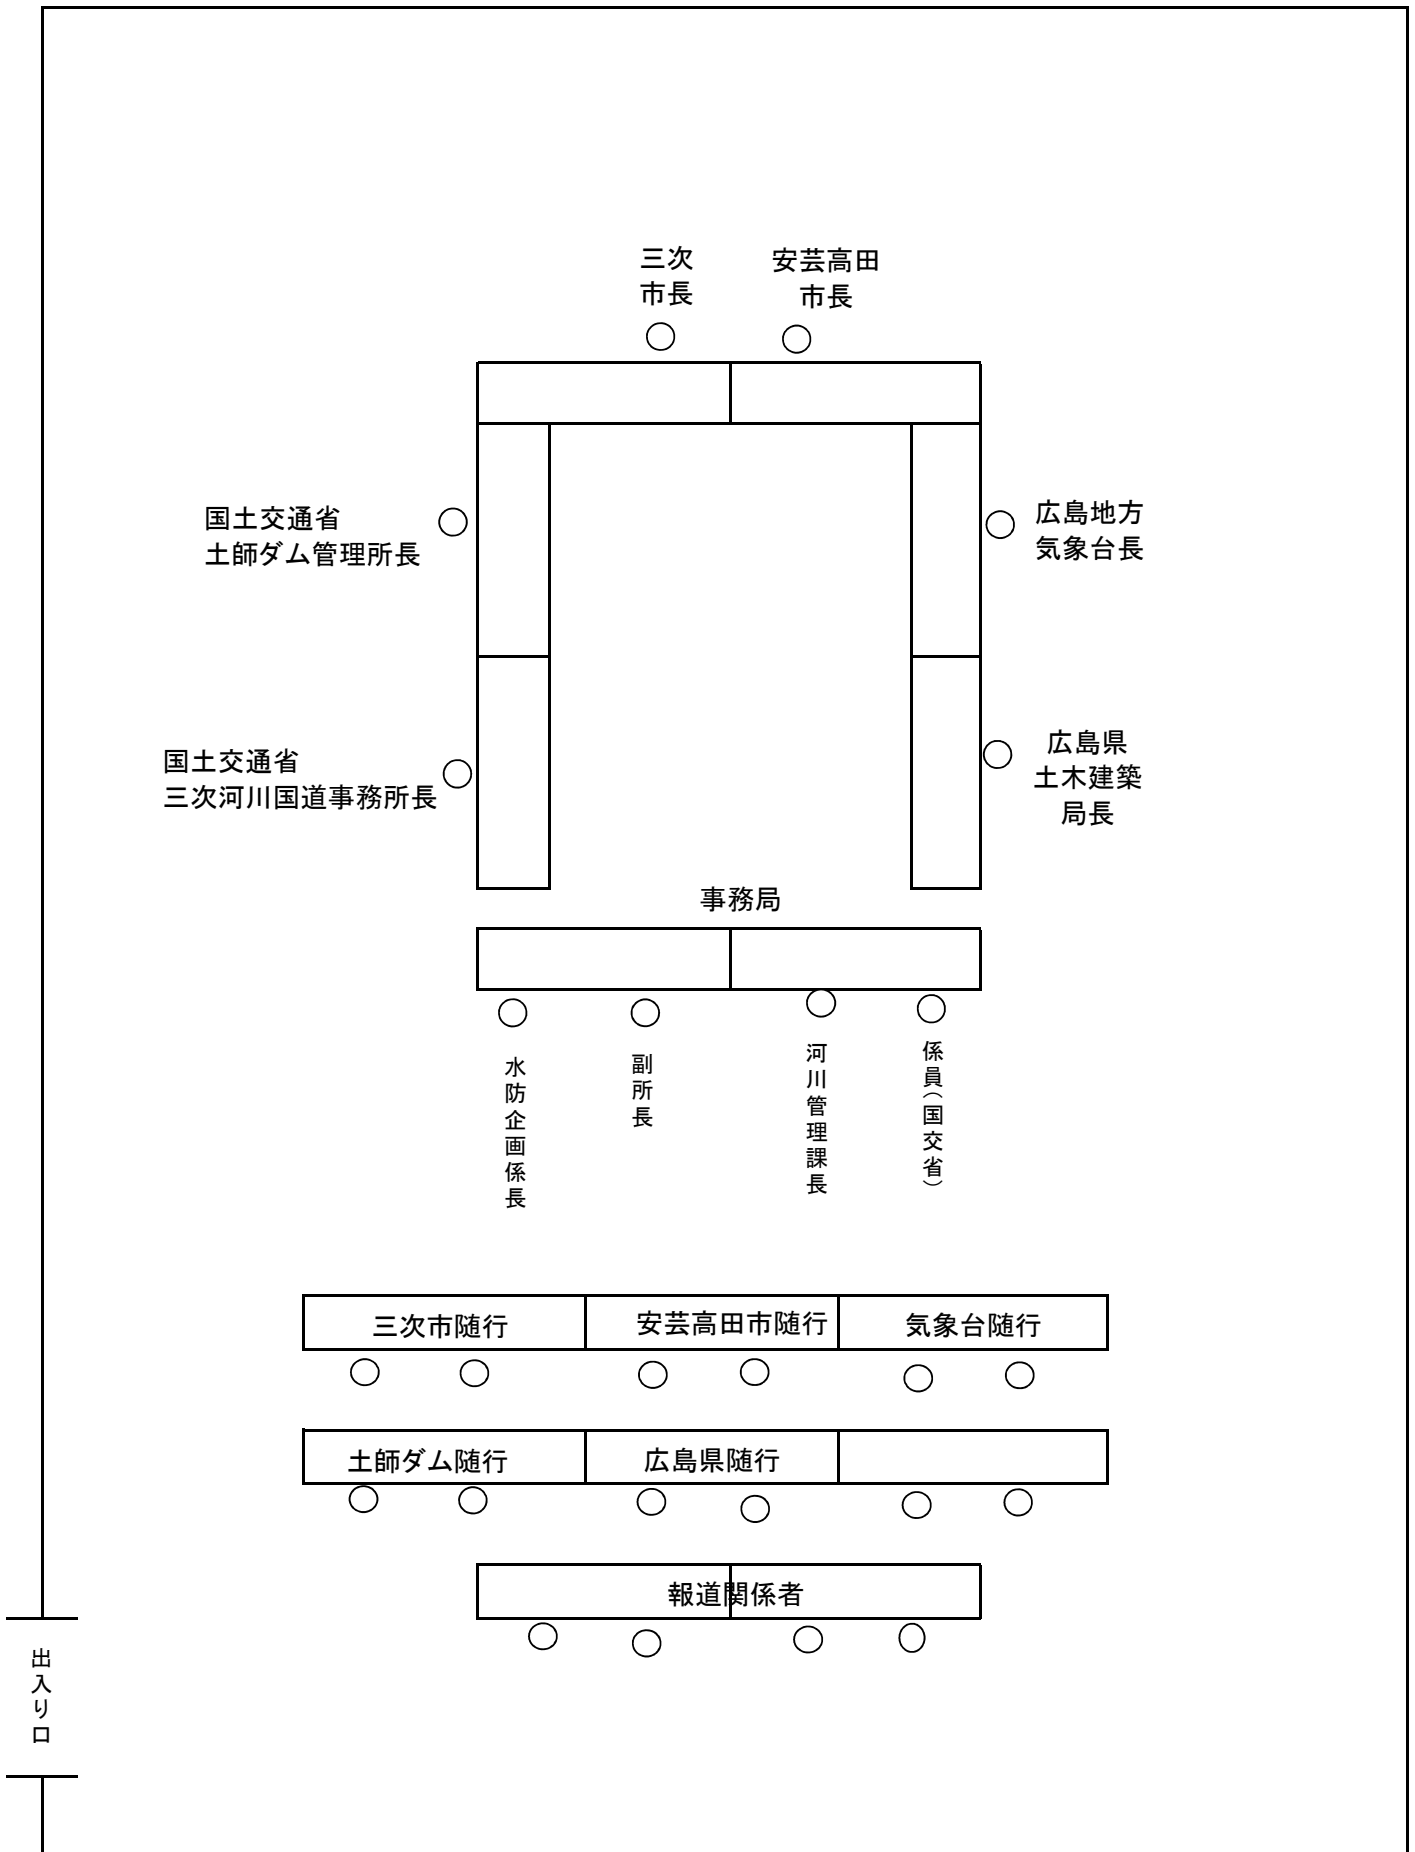 三次
市長
安芸高田
市長
国土交通省
土師ダム管理所長
広島地方
気象台長
国土交通省
三次河川国道事務所長
広島県
土木建築
局長
事務局
水防企画係長
副所長
河川管理課長
係員(国交省)
三次市随行
安芸高田市随行
気象台随行
土師ダム随行
広島県随行
報道関係者
出入り口